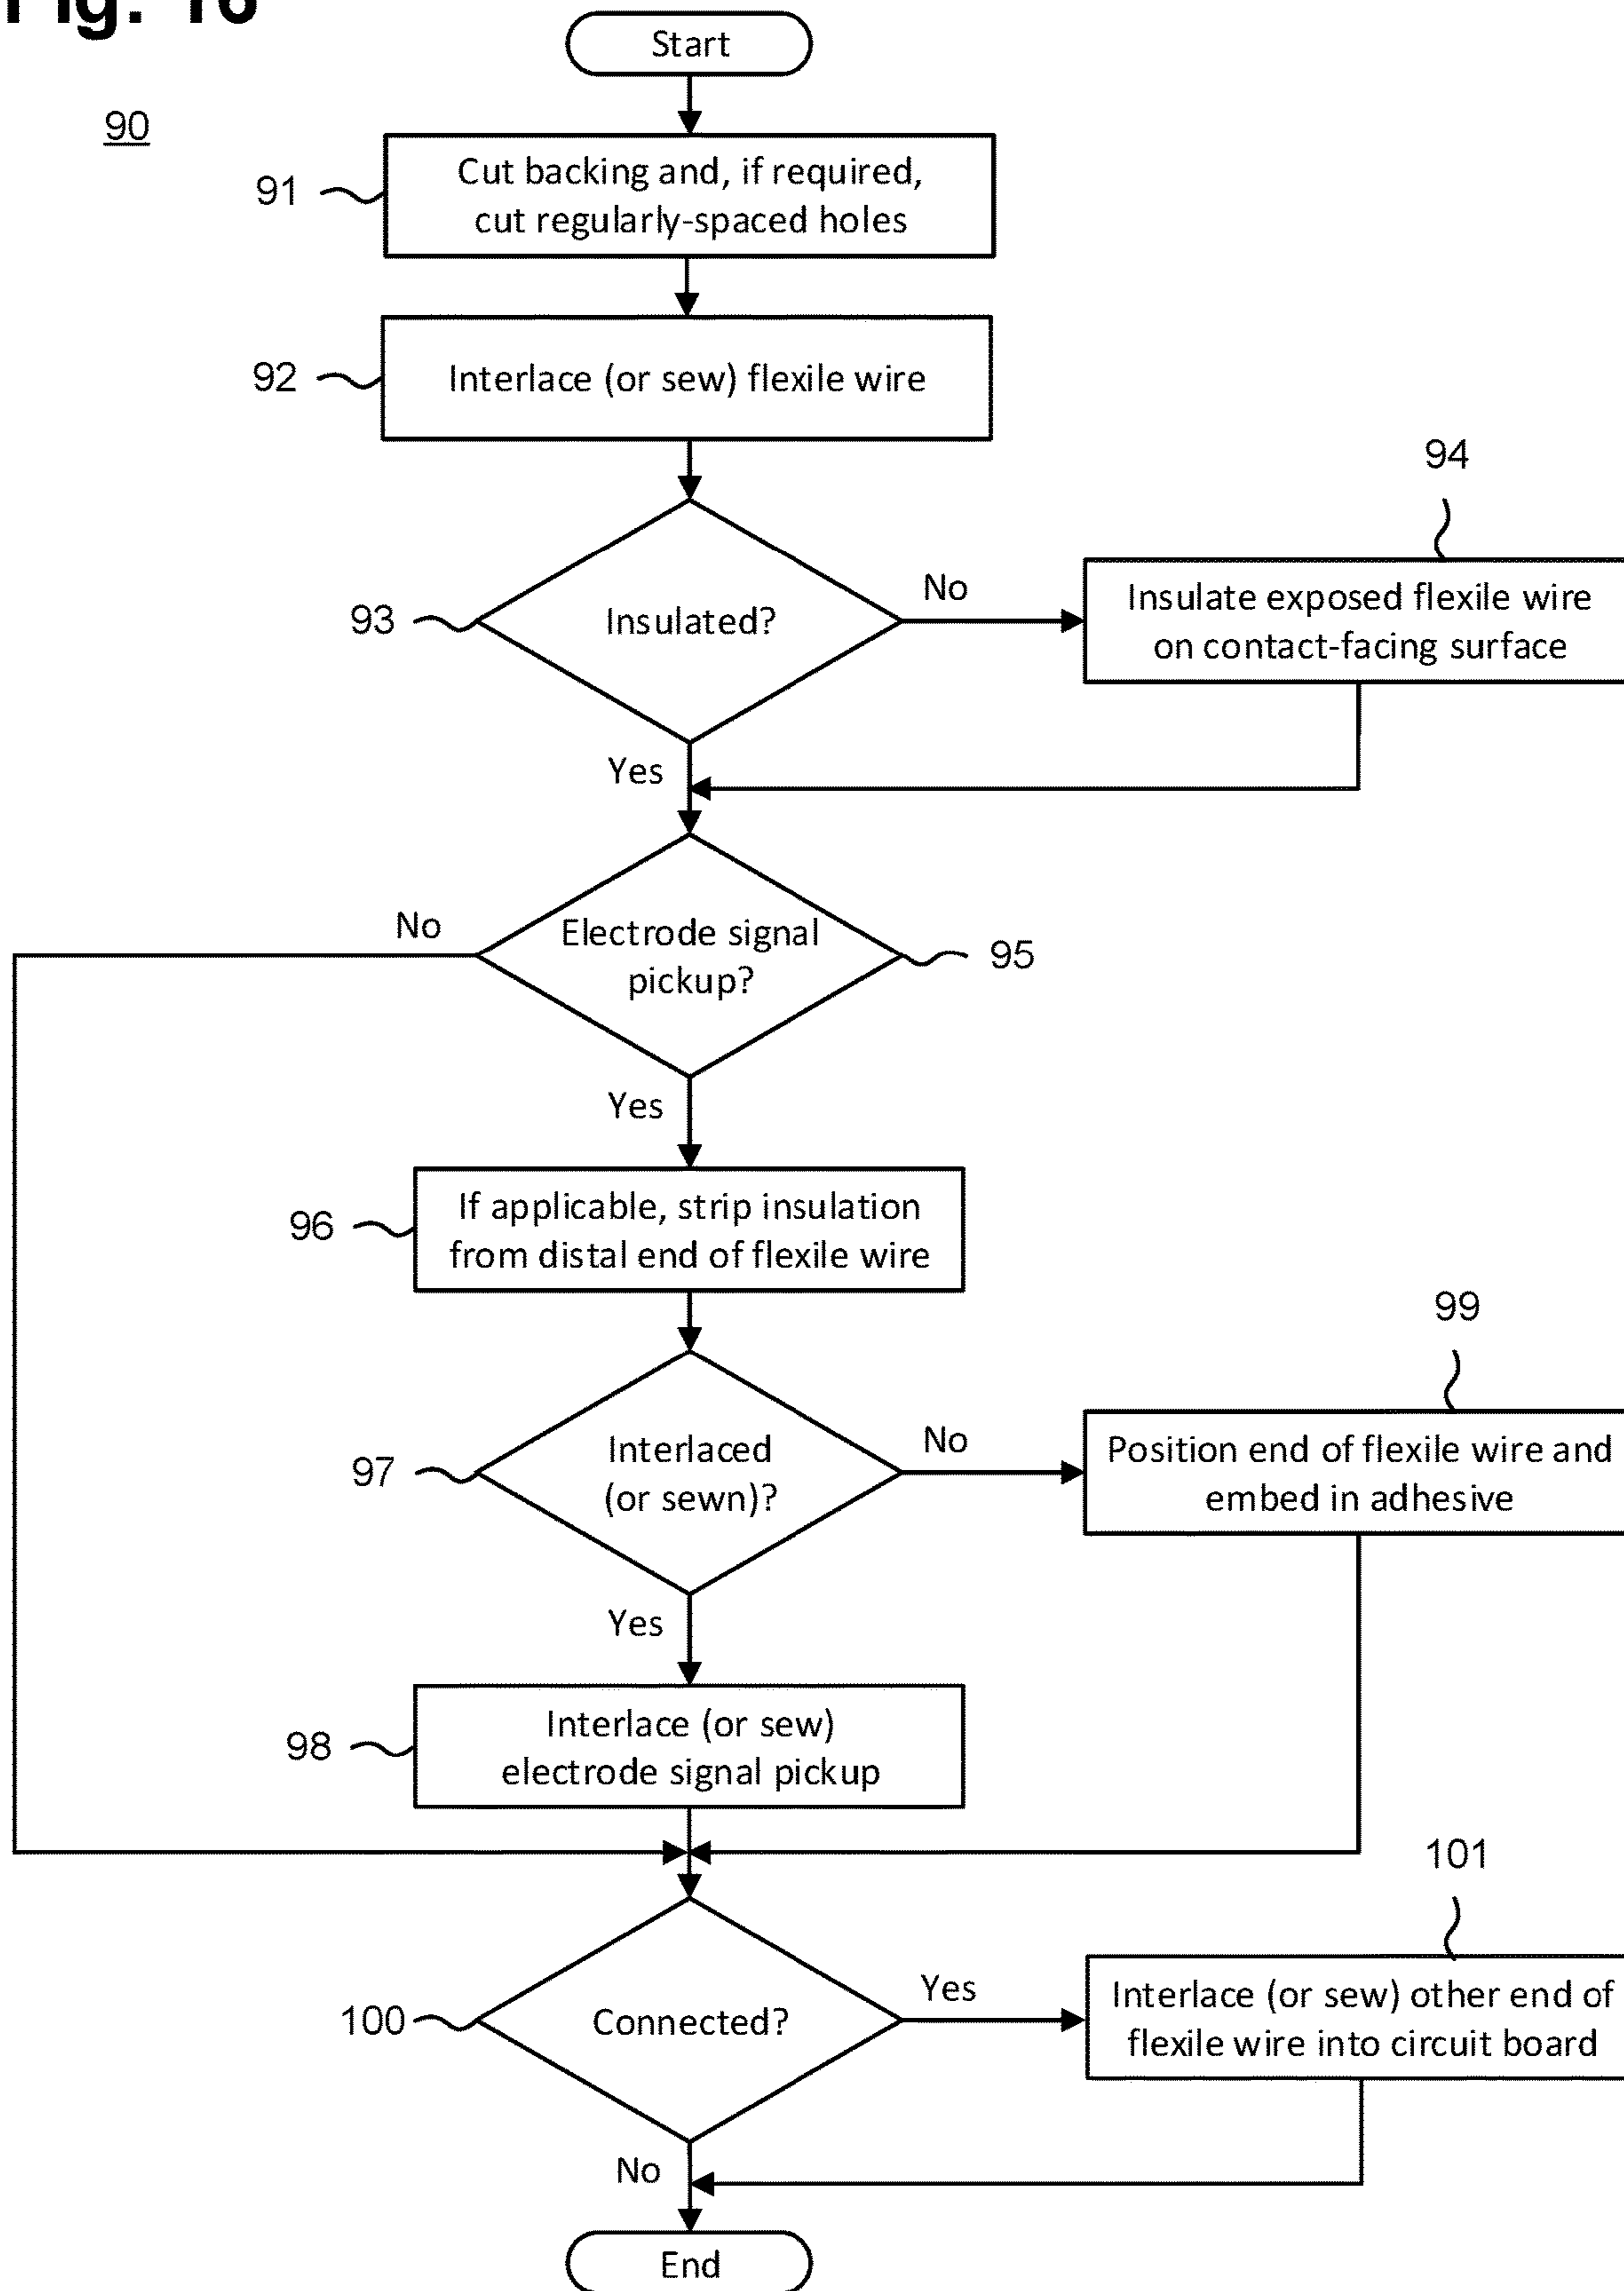 Fig. 16
Start
90
91
Cut backing and, if required,
cut regularly-spaced holes
92
Interlace (or sew) flexile wire
94
93
Insulated?
No
Insulate exposed flexile wire
on contact-facing surface
Yes
No
Electrode signal
pickup?
95
Yes
96
If applicable, strip insulation
from distal end of flexile wire
99
97
Interlaced
(or sewn)?
No
Position end of flexile wire and
embed in adhesive
Yes
98
Interlace (or sew)
electrode signal pickup
101
100
Connected?
Yes
Interlace (or sew) other end of
flexile wire into circuit board
No
End